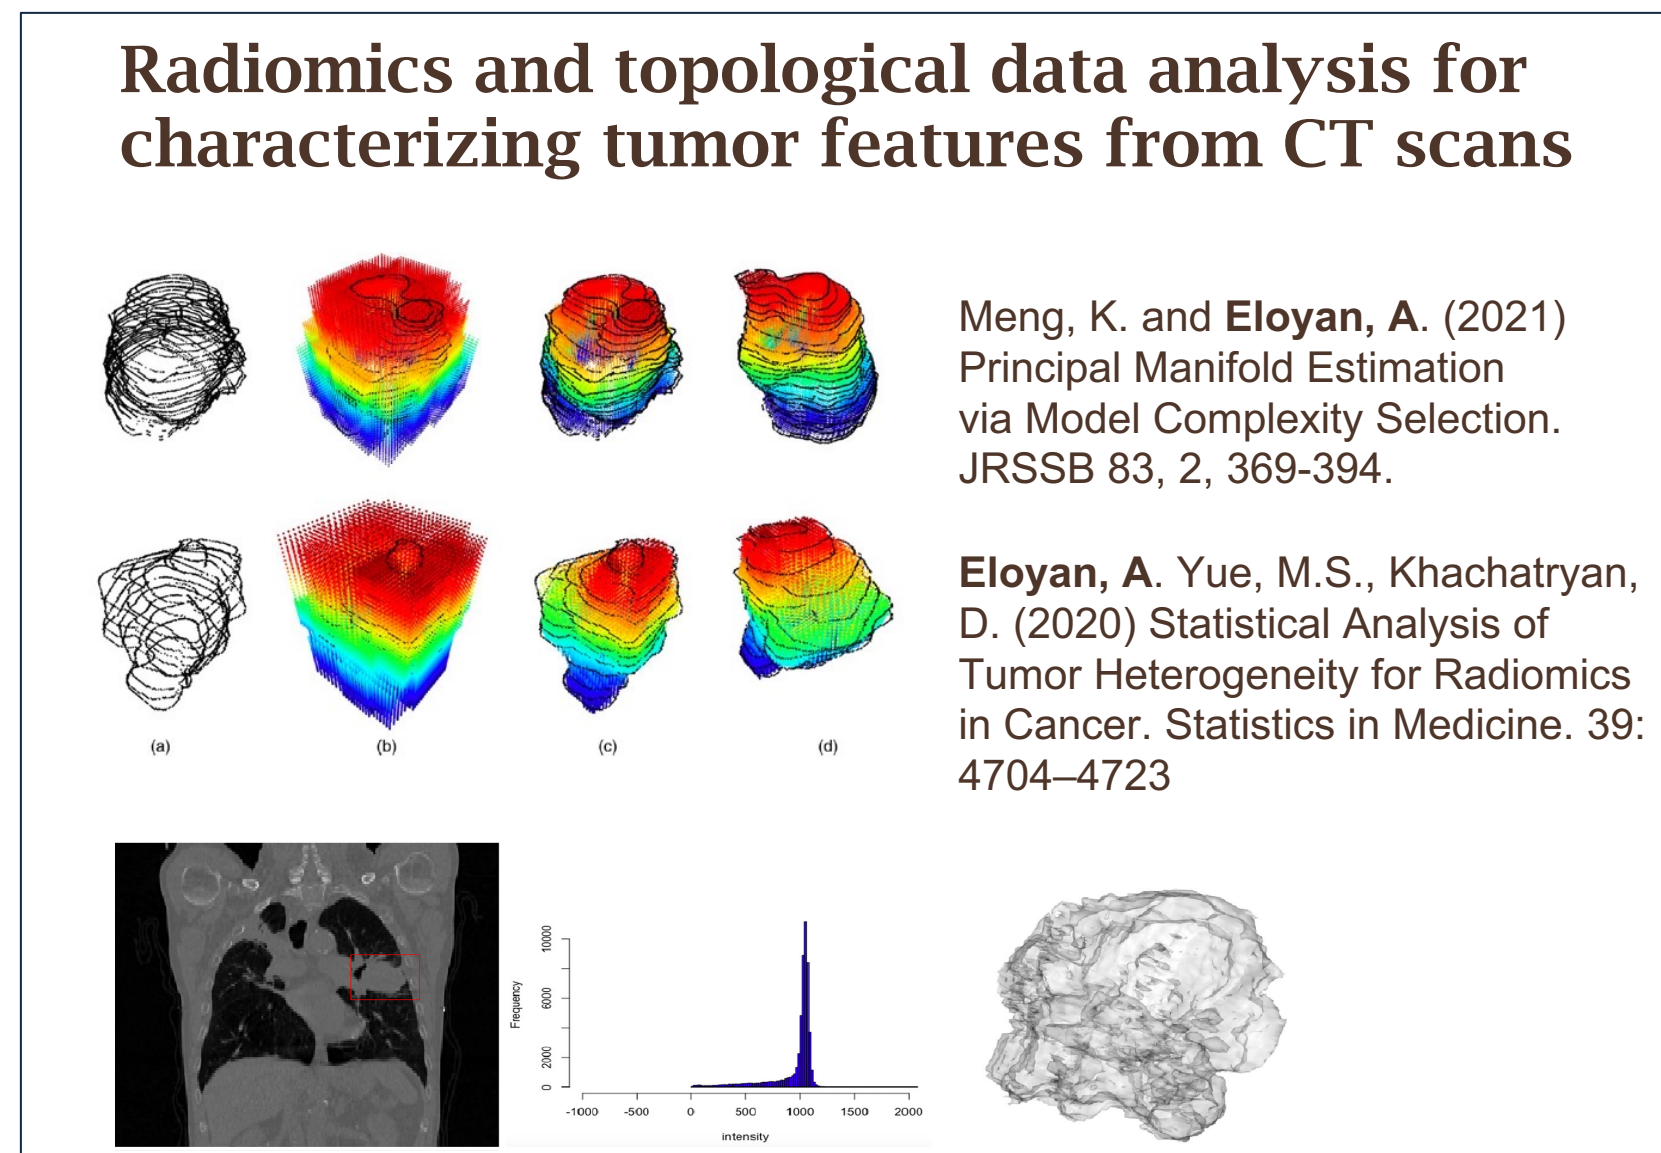 Radiomics and topological data analysis for
characterizing tumor features from CT scans
Meng, K. and Eloyan, A. (2021)
Principal Manifold Estimation
via Model Complexity Selection.
JRSSB 83, 2, 369-394.
Eloyan, A. Yue, M.S., Khachatryan,
D. (2020) Statistical Analysis of
Tumor Heterogeneity for Radiomics
in Cancer. Statistics in Medicine. 39:
4704–4723
(a) (b) (c) (d)
Frequency
10000
6000
2000
0
-1000 -500 0 500 1000 1500 2000
intensity